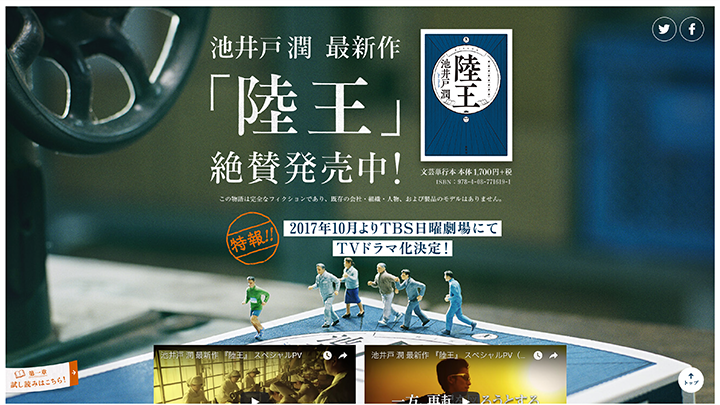 池井戸 潤 最新作
「陸王」
絶賛発売中!
陸王
池井戸潤
文芸単行本 本体1,700円+税
ISBN:978-4-08-771619-1
この物語は完全なフィクションであり、既存の会社・組織・人物、および製品のモデルはありません。
特報!!
2017年10月よりTBS日曜劇場にて
TVドラマ化決定!
池井戸 潤 最新作 『陸王』 スペシャルPV
池井戸 潤 最新作 『陸王』 スペシャルPV (...
第一章
試し読みはこちら!
トップ